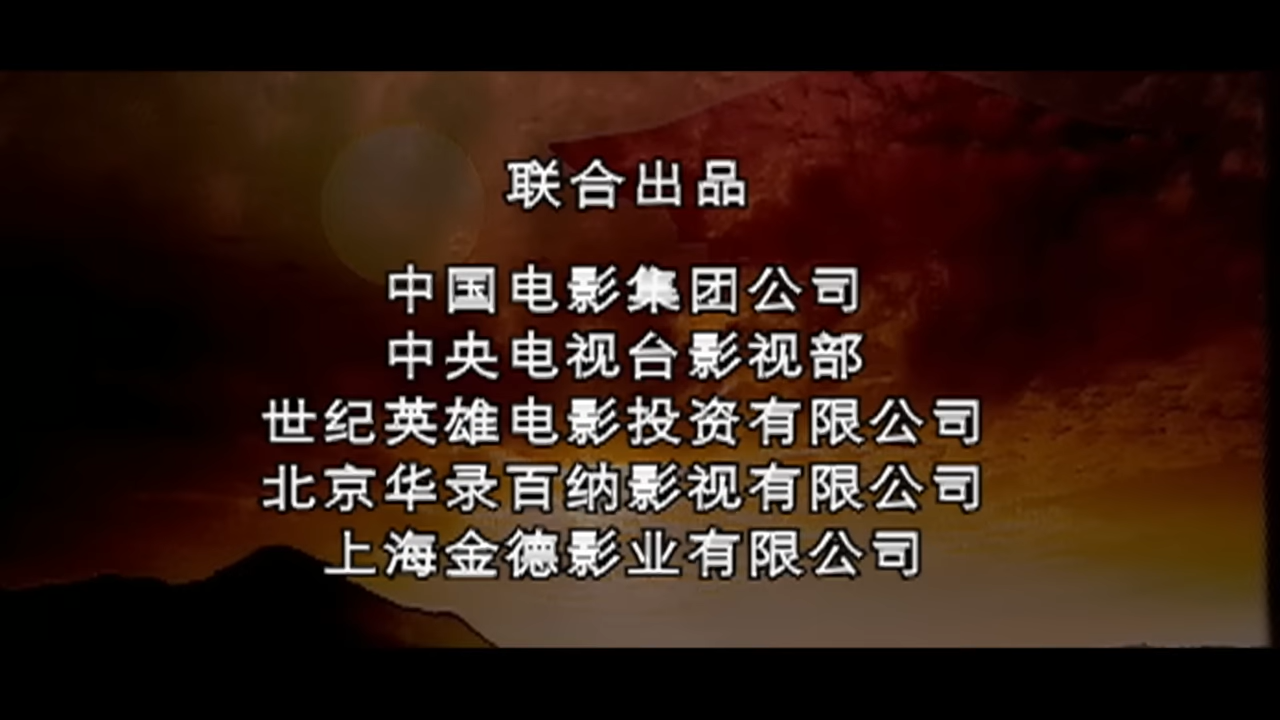 联合出品
中国电影集团公司
中央电视台影视部
世纪英雄电影投资有限公司
北京华录百纳影视有限公司
上海金德影业有限公司